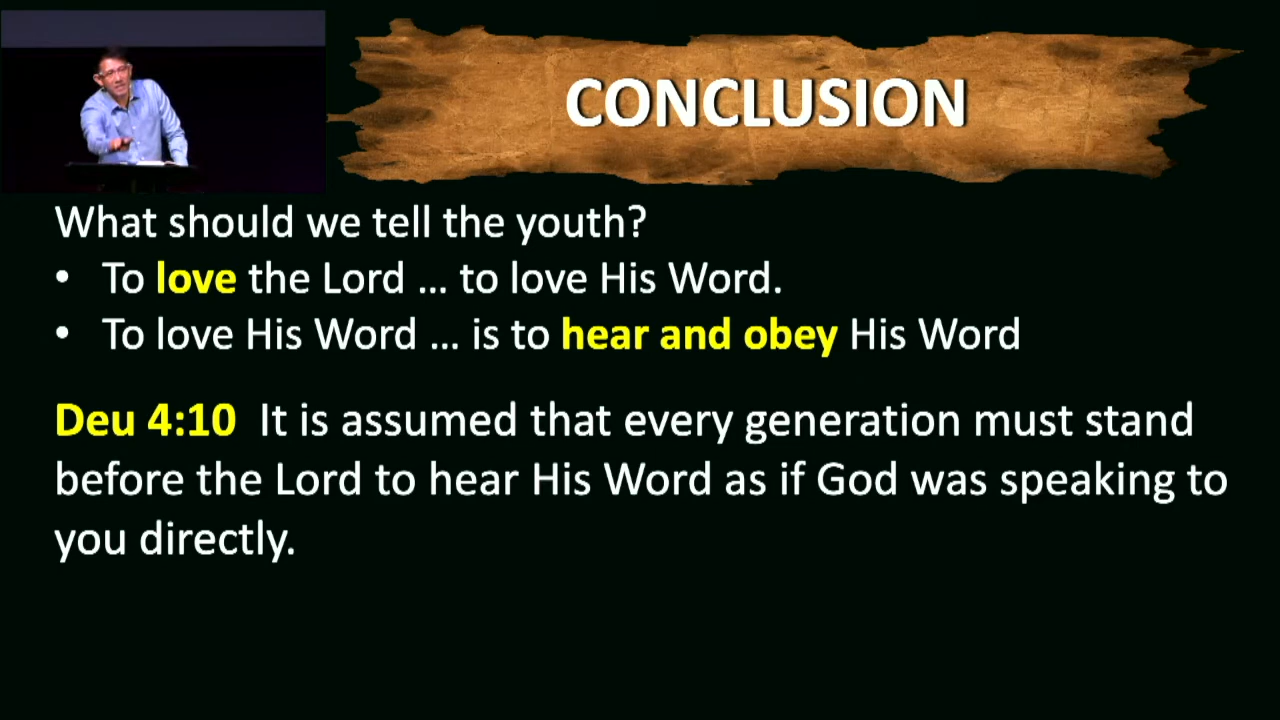 CONCLUSION
What should we tell the youth?
• To love the Lord ... to love His Word.
• To love His Word ... is to hear and obey His Word
Deu 4:10 It is assumed that every generation must stand
before the Lord to hear His Word as if God was speaking to
you directly.